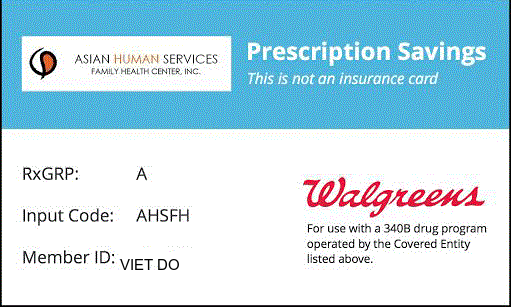 ASIAN HUMAN SERVICES
FAMILY HEALTH CENTER, INC.
Prescription Savings
This is not an insurance card
RxGRP: A
Input Code: AHSFH
Member ID: VIET DO
Walgreens
For use with a 340B drug program
operated by the Covered Entity
listed above.